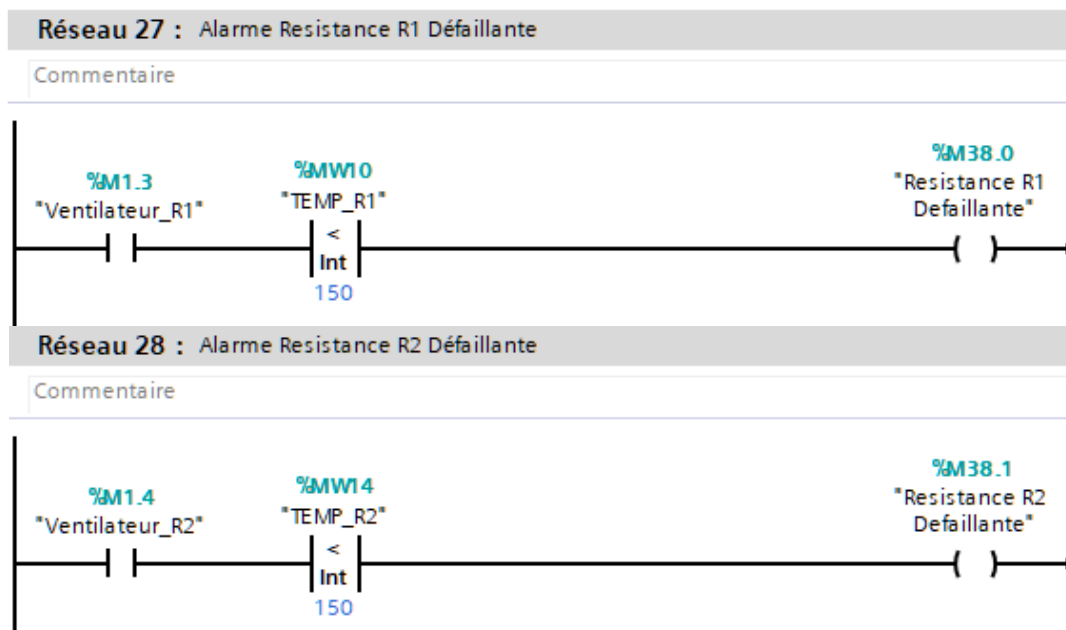 Réseau 27 : Alarme Resistance R1 Défaillante
Commentaire
%M1.3
"Ventilateur_R1"
%MW10
"TEMP_R1"
<
Int
150
%M38.0
"Resistance R1
Defaillante"
Réseau 28 : Alarme Resistance R2 Défaillante
Commentaire
%M1.4
"Ventilateur_R2"
%MW14
"TEMP_R2"
<
Int
150
%M38.1
"Resistance R2
Defaillante"